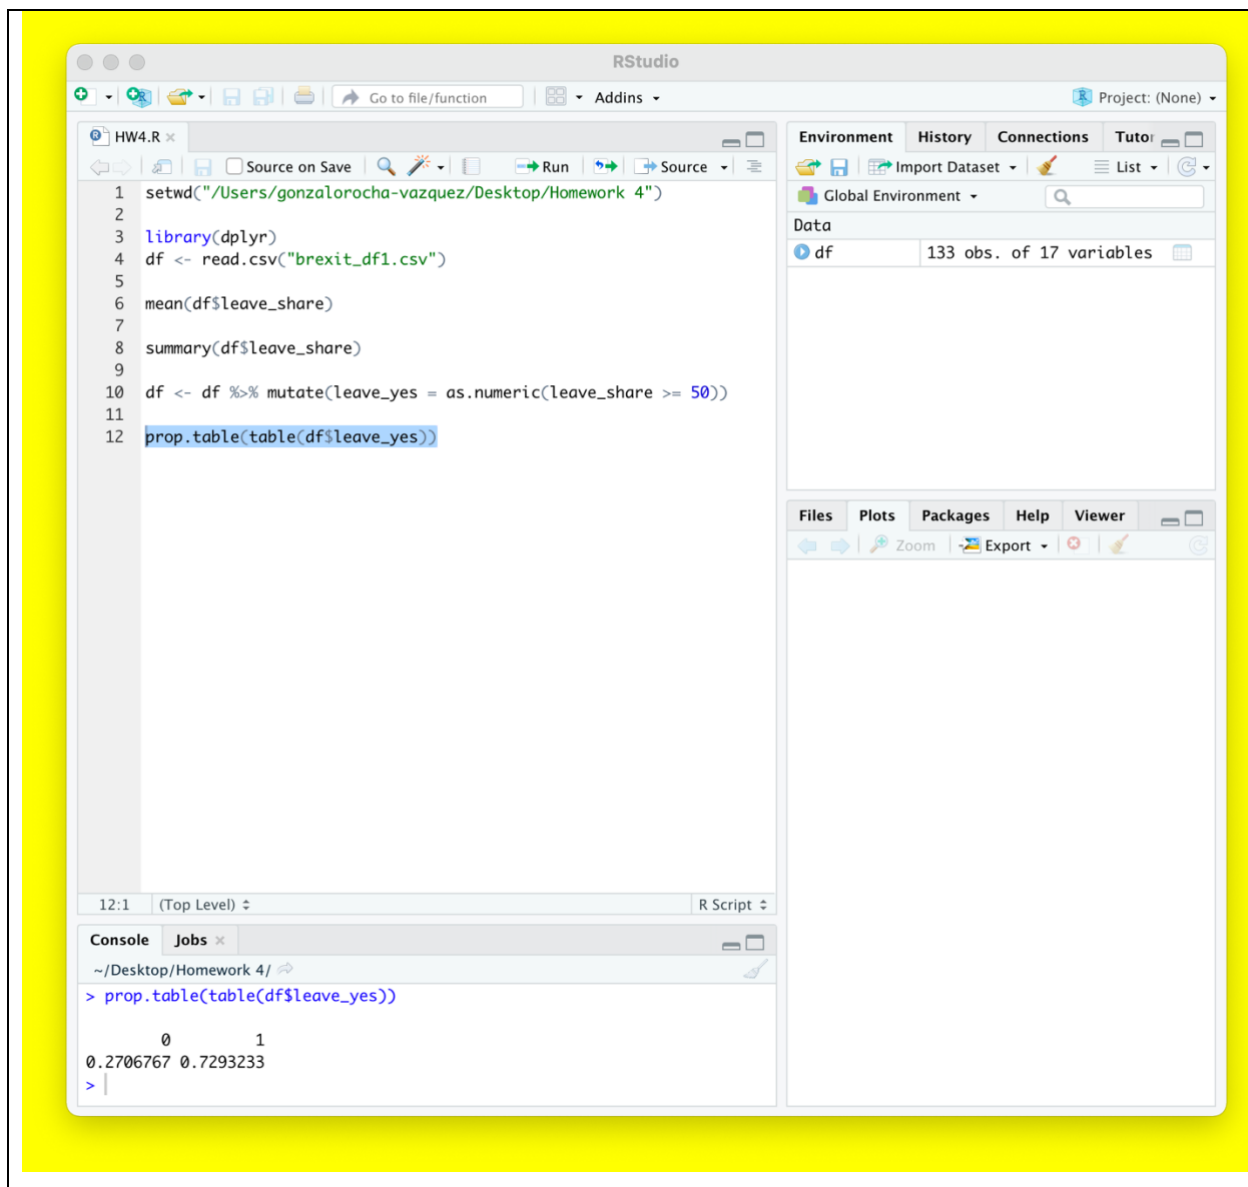 RStudio
Go to file/function
Addins
Project: (None)
HW4.R
Source on Save
Run
Source
1 setwd("/Users/gonzalorocha-vazquez/Desktop/Homework 4")
2
3 library(dplyr)
4 df <- read.csv("brexit_df1.csv")
5
6 mean(df$leave_share)
7
8 summary(df$leave_share)
9
10 df <- df %>% mutate(leave_yes = as.numeric(leave_share >= 50))
11
12 prop.table(table(df$leave_yes))
12:1 (Top Level) R Script
Console Jobs
~/Desktop/Homework 4/
> prop.table(table(df$leave_yes))
0 1
0.2706767 0.7293233
>
Environment History Connections Tutor
Import Dataset List
Global Environment
Data
df 133 obs. of 17 variables
Files Plots Packages Help Viewer
Zoom Export